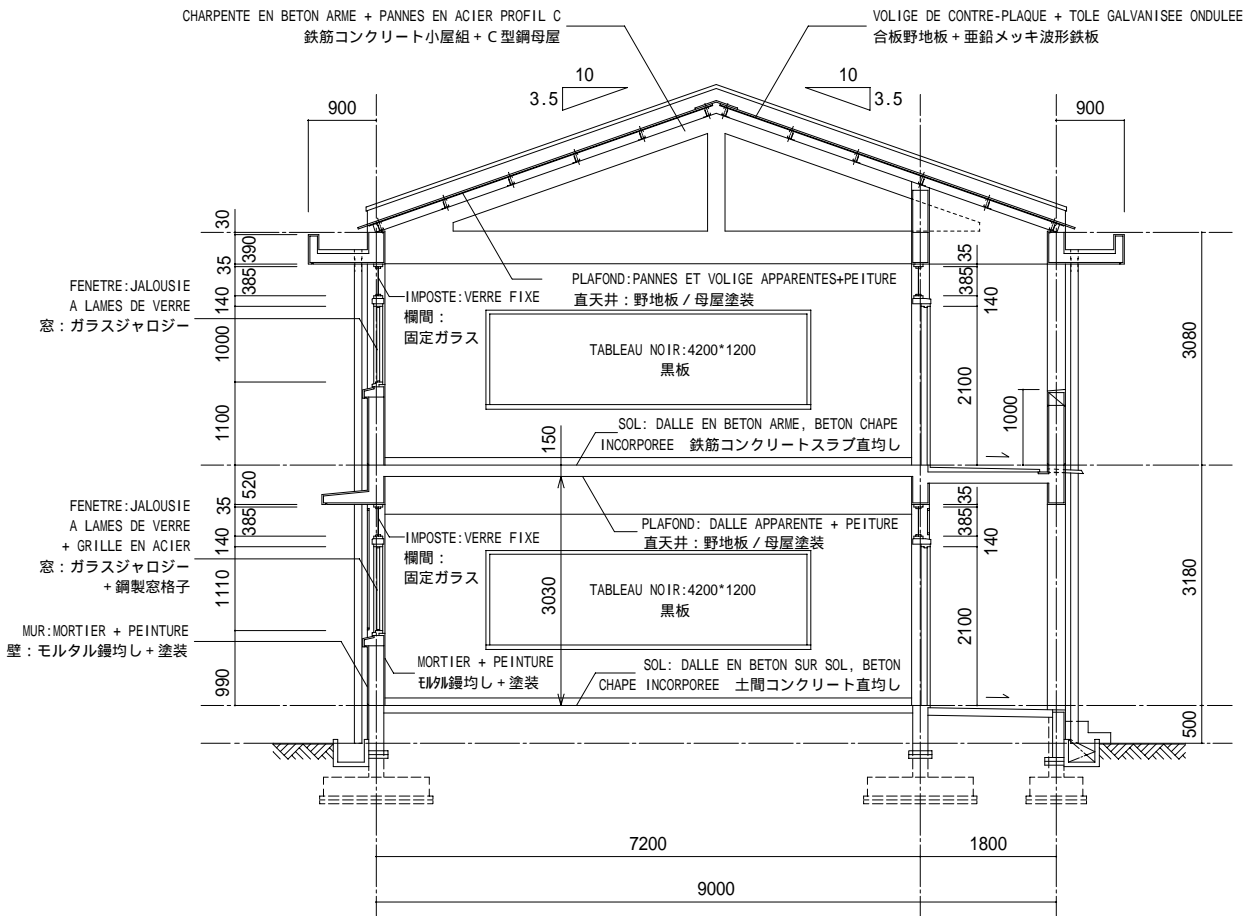 CHARPENTE EN BETON ARME + PANNES EN ACIER PROFIL C
鉄筋コンクリート小屋組+C型鋼母屋
VOLIGE DE CONTRE-PLAQUE + TOLE GALVANISEE ONDULEE
合板野地板+亜鉛メッキ波形鉄板
10
3.5
10
3.5
900
900
30
390
35
385
140
1000
1100
FENETRE:JALOUSIE
A LAMES DE VERRE
窓:ガラスジャロジー
IMPOSTE:VERRE FIXE
欄間:
固定ガラス
PLAFOND:PANNES ET VOLIGE APPARENTES+PEITURE
直天井:野地板/母屋塗装
TABLEAU NOIR:4200*1200
黒板
35
385
140
2100
1000
3080
SOL: DALLE EN BETON ARME, BETON CHAPE
INCORPOREE 鉄筋コンクリートスラブ直均し
150
520
35
385
140
1110
990
FENETRE:JALOUSIE
A LAMES DE VERRE
+ GRILLE EN ACIER
窓:ガラスジャロジー
+鋼製窓格子
IMPOSTE:VERRE FIXE
欄間:
固定ガラス
PLAFOND: DALLE APPARENTE + PEITURE
直天井:野地板/母屋塗装
3030
TABLEAU NOIR:4200*1200
黒板
35
385
140
2100
3180
MUR:MORTIER + PEINTURE
壁:モルタル鏝均し+塗装
MORTIER + PEINTURE
モルタル鏝均し+塗装
SOL: DALLE EN BETON SUR SOL, BETON
CHAPE INCORPOREE 土間コンクリート直均し
500
7200
1800
9000